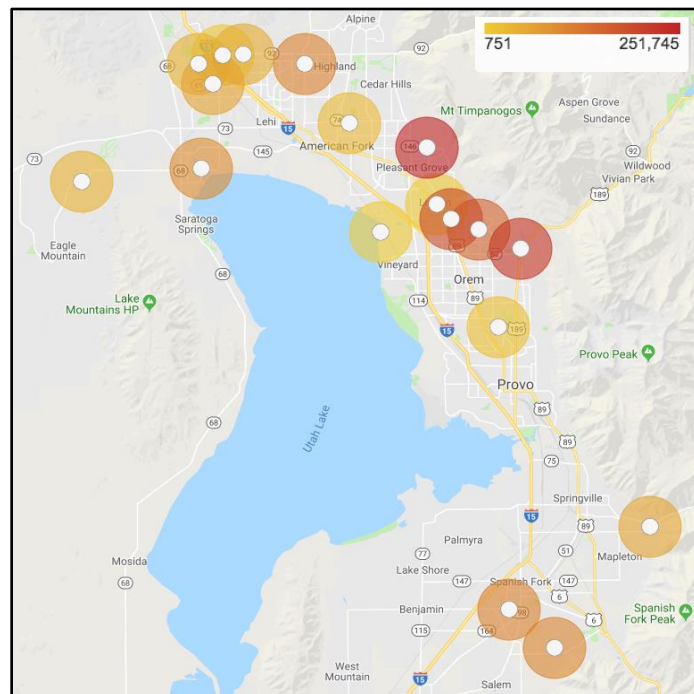 Alpine
751 251,745
68
92
92
Highland
Cedar Hills
Mt Timpanogos
Aspen Grove
Sundance
Lehi
73
15
American Fork
146
Pleasant Grove
92
Wildwood
Vivian Park
189
73
145
68
Saratoga
Springs
Eagle
Mountain
Vineyard
68
Lake
Mountains HP
114
Orem
89
15
189
Provo Peak
Provo
89
Utah Lake
68
89
75
Springville
15
89
Palmyra
77
51
Mapleton
Mosida
68
Lake Shore
147
Spanish Fork
147
6
Benjamin
98
6
Spanish
Fork Peak
115
164
West
Mountain
Salem